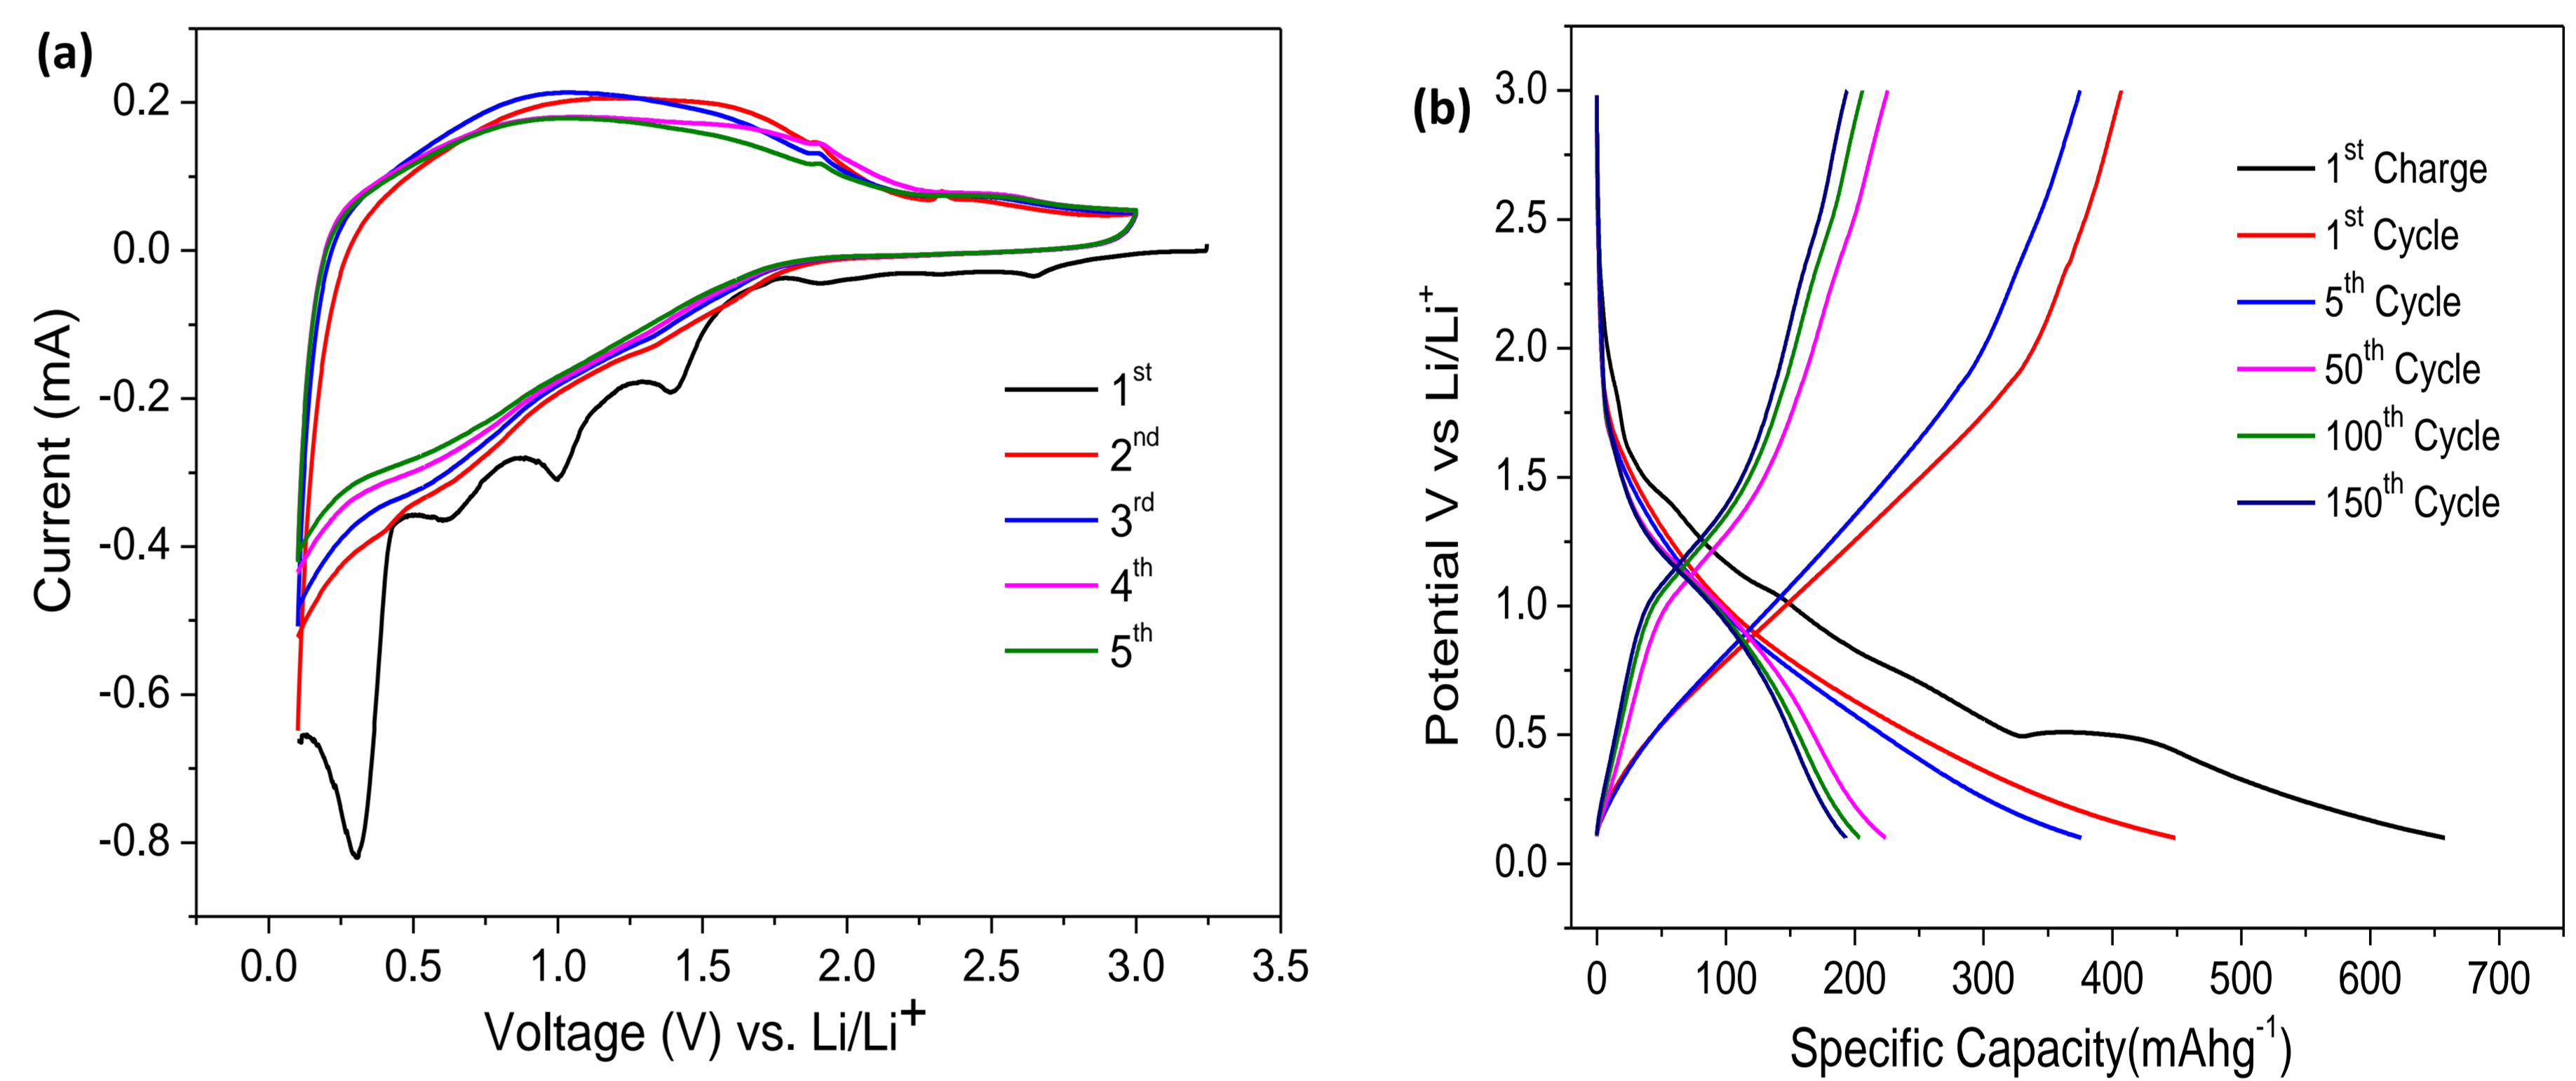 (a)
0.2
0.0
-0.2
-0.4
-0.6
-0.8
Current (mA)
1st
2nd
3rd
4th
5th
0.0 0.5 1.0 1.5 2.0 2.5 3.0 3.5
Voltage (V) vs. Li/Li+
(b)
3.0
2.5
2.0
1.5
1.0
0.5
0.0
Potential V vs Li/Li+
1st Charge
1st Cycle
5th Cycle
50th Cycle
100th Cycle
150th Cycle
0 100 200 300 400 500 600 700
Specific Capacity(mAhg-1)